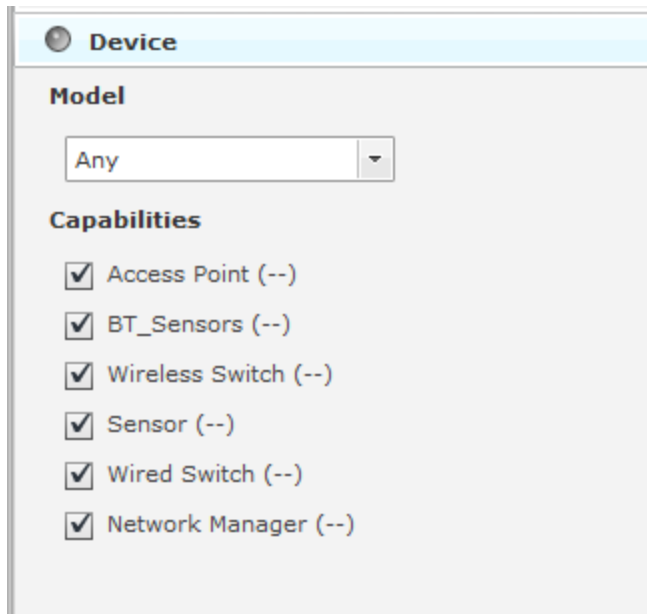 Device
Model
Any
Capabilities
Access Point (--)
BT_Sensors (--)
Wireless Switch (--)
Sensor (--)
Wired Switch (--)
Network Manager (--)